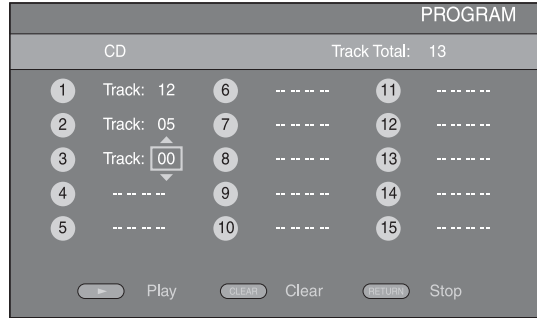 PROGRAM
CD Track Total: 13
1 Track: 12 6 -- -- -- -- 11 -- -- -- --
2 Track: 05 7 -- -- -- -- 12 -- -- -- --
3 Track: 00 8 -- -- -- -- 13 -- -- -- --
4 -- -- -- -- 9 -- -- -- -- 14 -- -- -- --
5 -- -- -- -- 10 -- -- -- -- 15 -- -- -- --
Play CLEAR Clear RETURN Stop